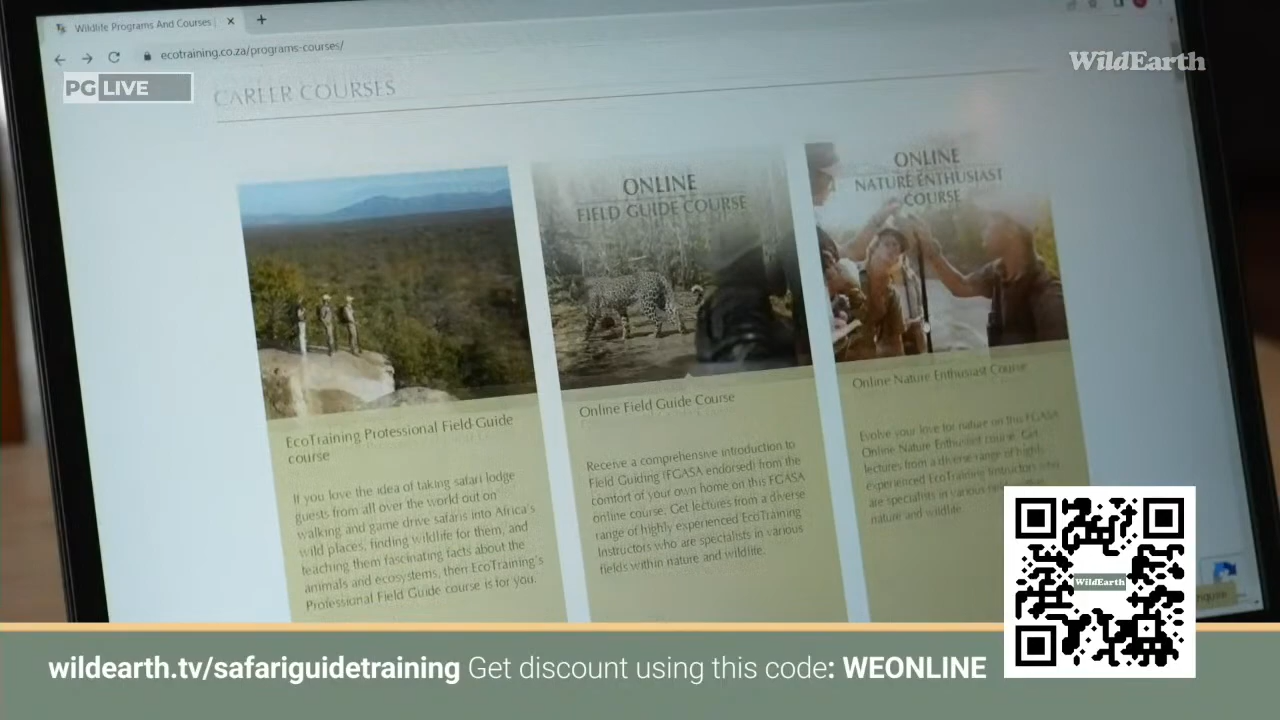 Wildlife Programs And Courses
ecotraining.co.za/programs-courses/
PG LIVE
WildEarth
CAREER COURSES
ONLINE
FIELD GUIDE COURSE
ONLINE
NATURE ENTHUSIAST
COURSE
EcoTraining Professional Field-Guide
course
If you love the idea of taking safari lodge
guests from all over the world out on
walking and game drive safaris into Africa's
wild places, finding wildlife for them, and
teaching them fascinating facts about the
animals and ecosystems, then EcoTraining's
Professional Field Guide course is for you.
Online Field Guide Course
Receive a comprehensive introduction to
Field Guiding (FGASA endorsed) from the
comfort of your own home on this FGASA
online course. Get lectures from a diverse
range of highly experienced EcoTraining
Instructors who are specialists in various
fields within nature and wildlife.
Online Nature Enthusiast Course
Evolve your love for nature on this FGASA
Online Nature Enthusiast course. Get
lectures from a diverse range of highly
experienced EcoTraining Instructors who
are specialists in various
nature and wildlife.
WildEarth
wildearth.tv/safariguidetraining Get discount using this code: WEONLINE